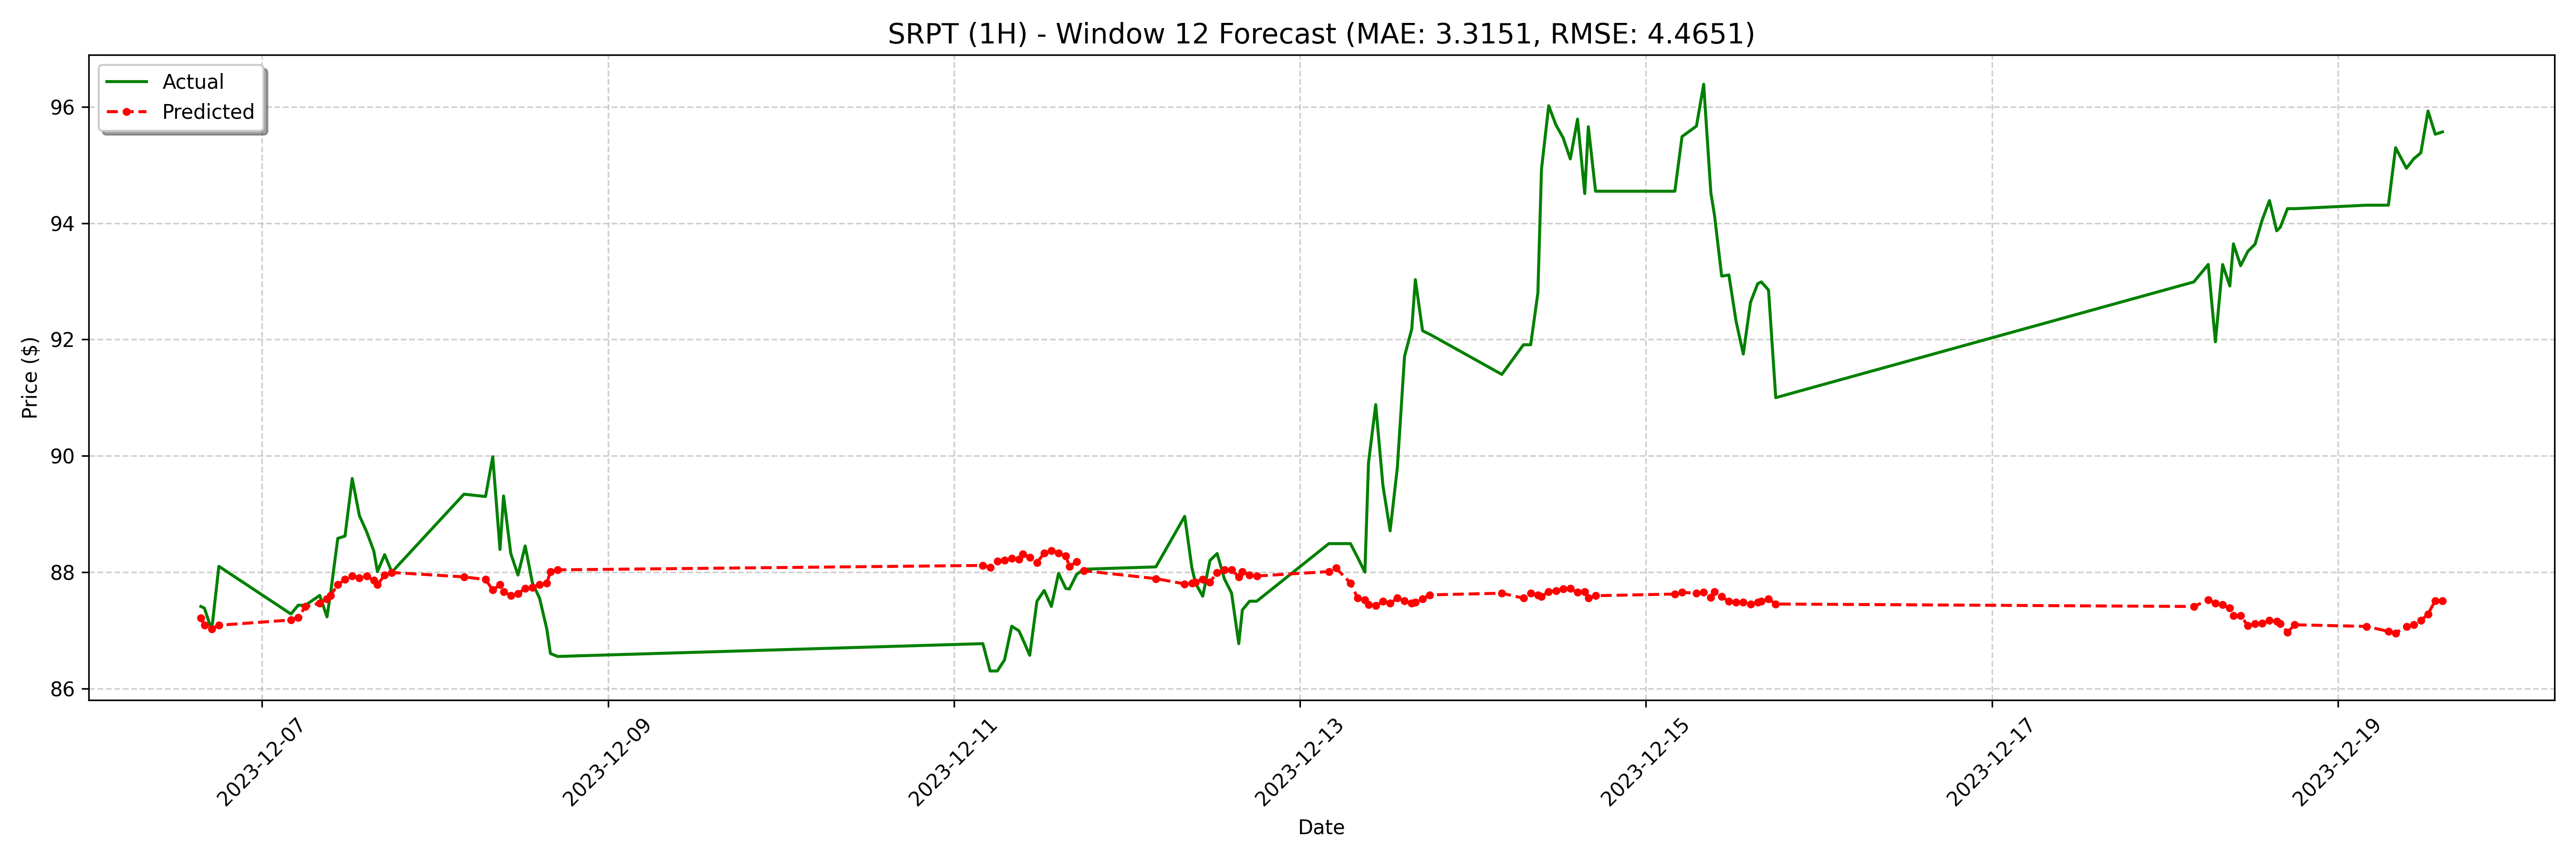 SRPT (1H) - Window 12 Forecast (MAE: 3.3151, RMSE: 4.4651)
Actual
Predicted
Price ($)
96
94
92
90
88
86
2023-12-07
2023-12-09
2023-12-11
2023-12-13
2023-12-15
2023-12-17
2023-12-19
Date